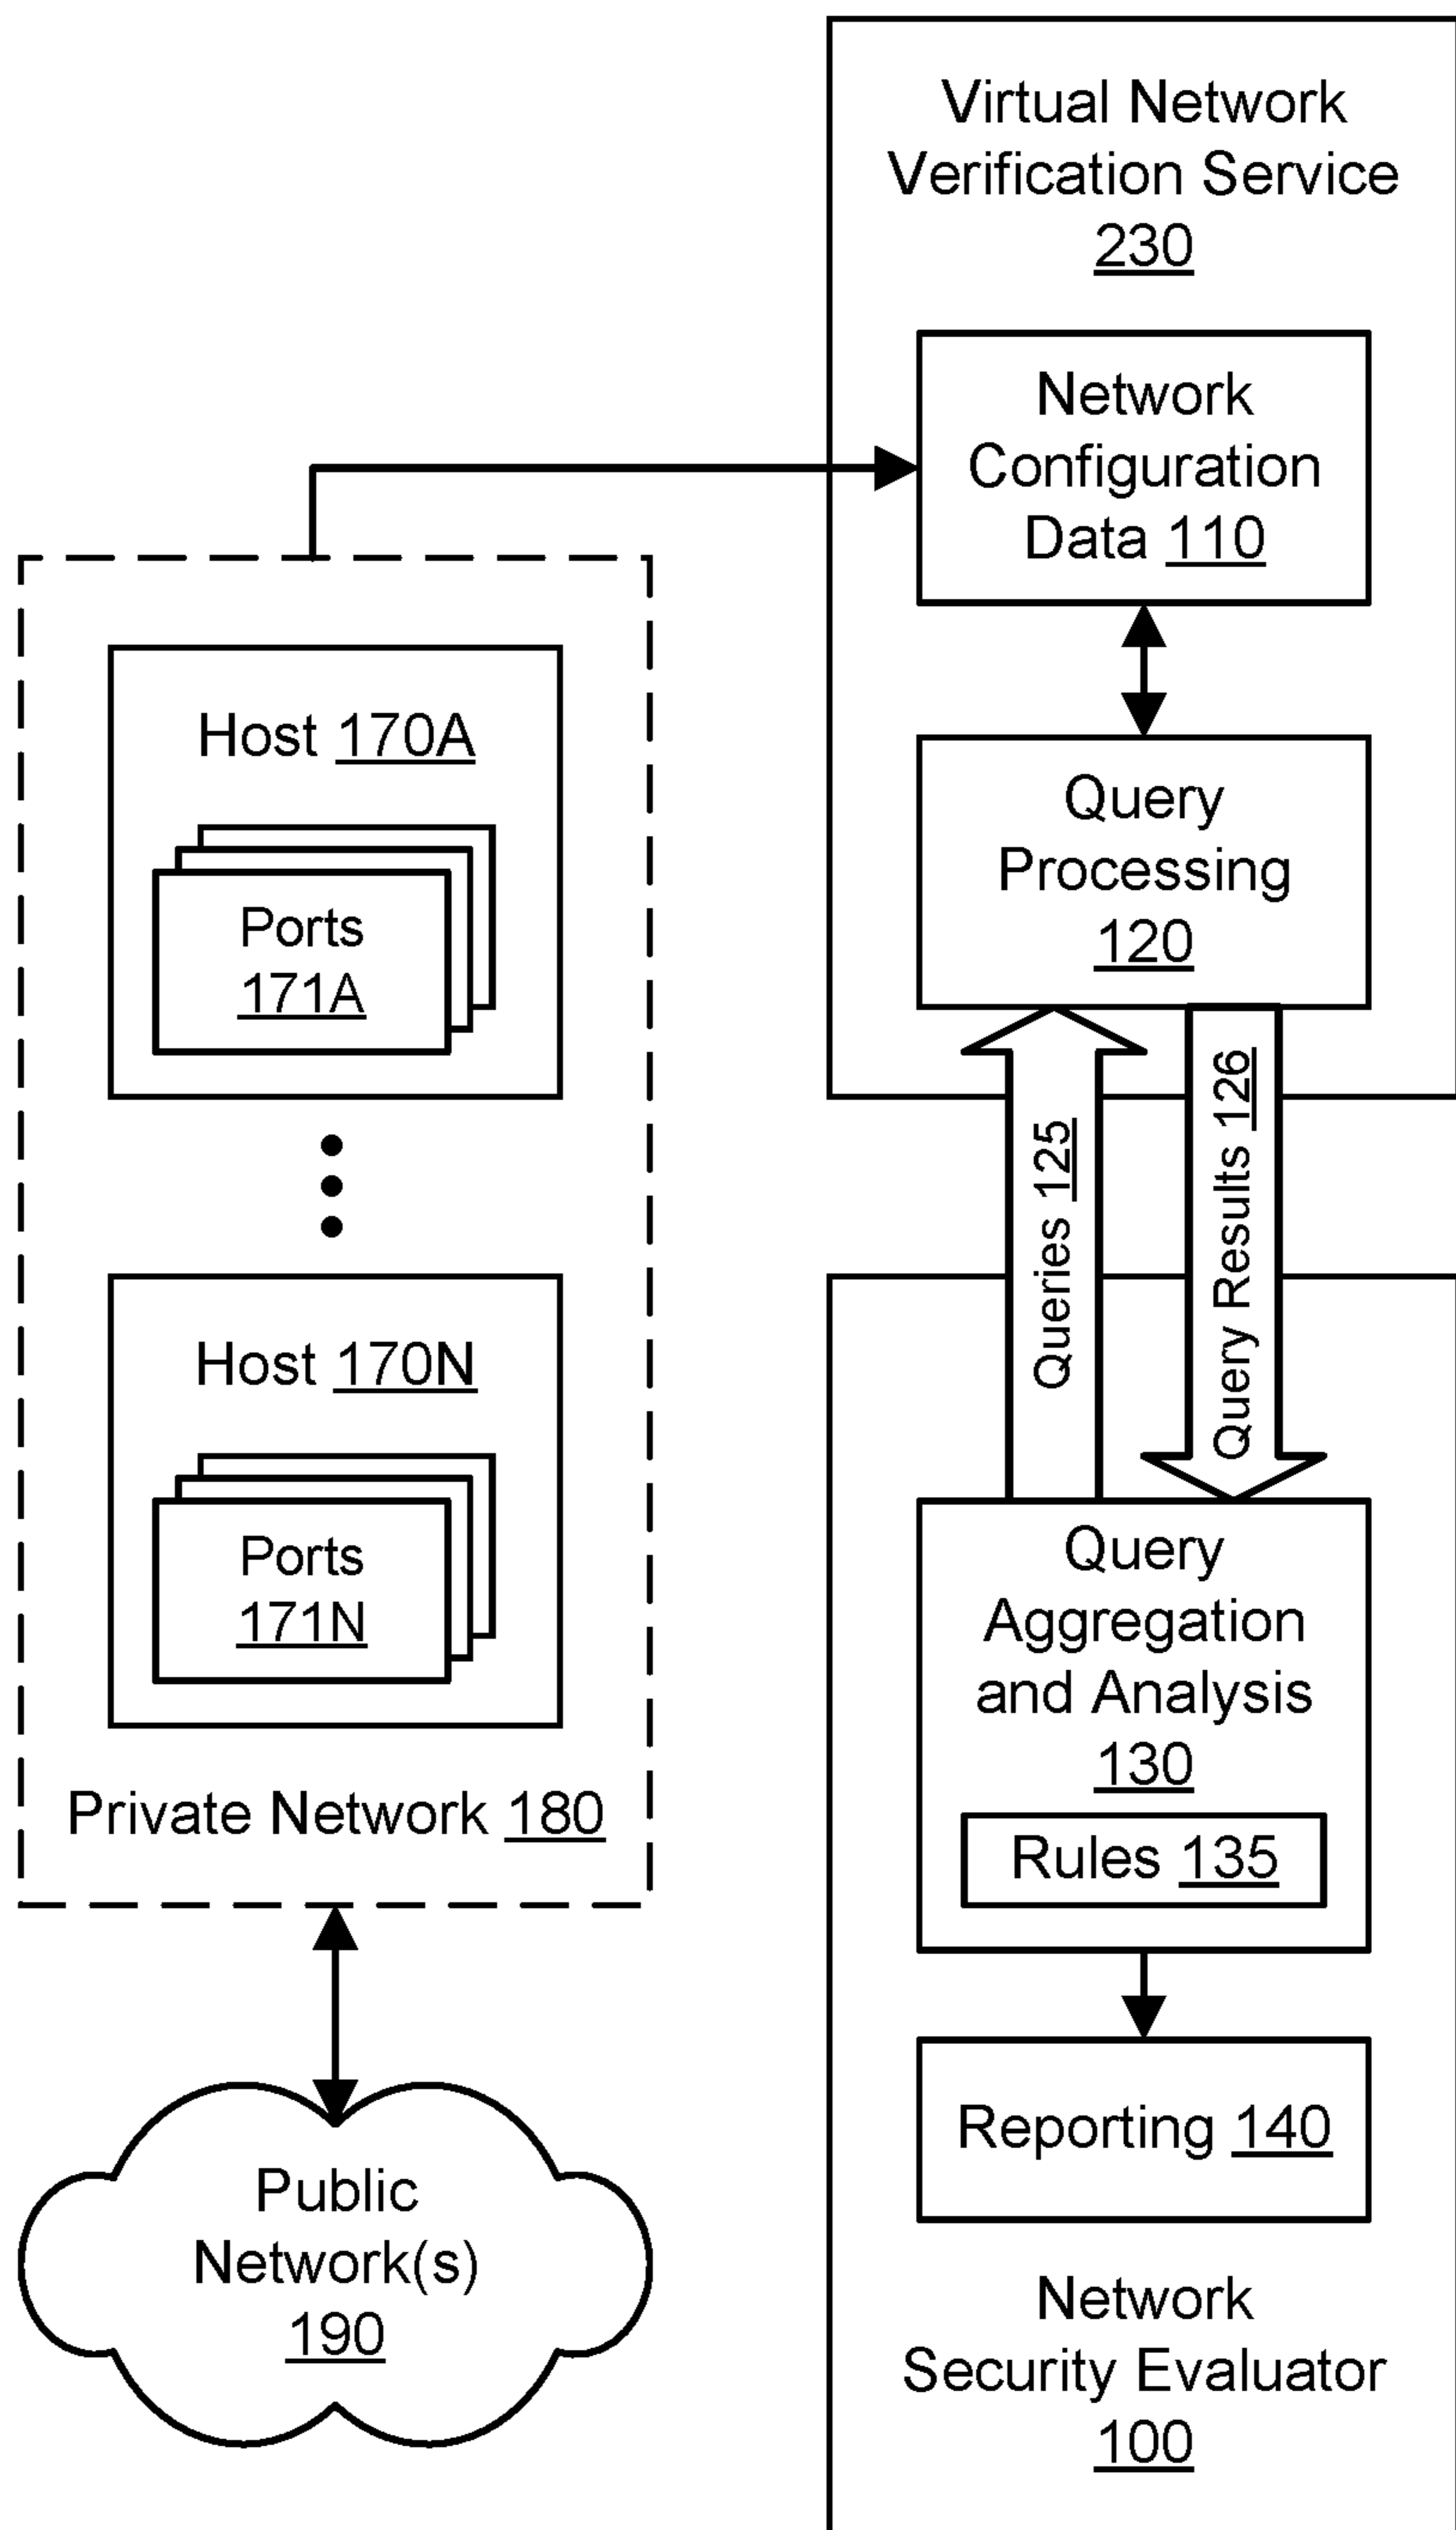 Virtual Network
Verification Service
230
Network
Configuration
Data 110
Query
Processing
120
Queries 125
Query Results 126
Host 170A
Ports
171A
Host 170N
Ports
171N
Private Network 180
Public
Network(s)
190
Query
Aggregation
and Analysis
130
Rules 135
Reporting 140
Network
Security Evaluator
100